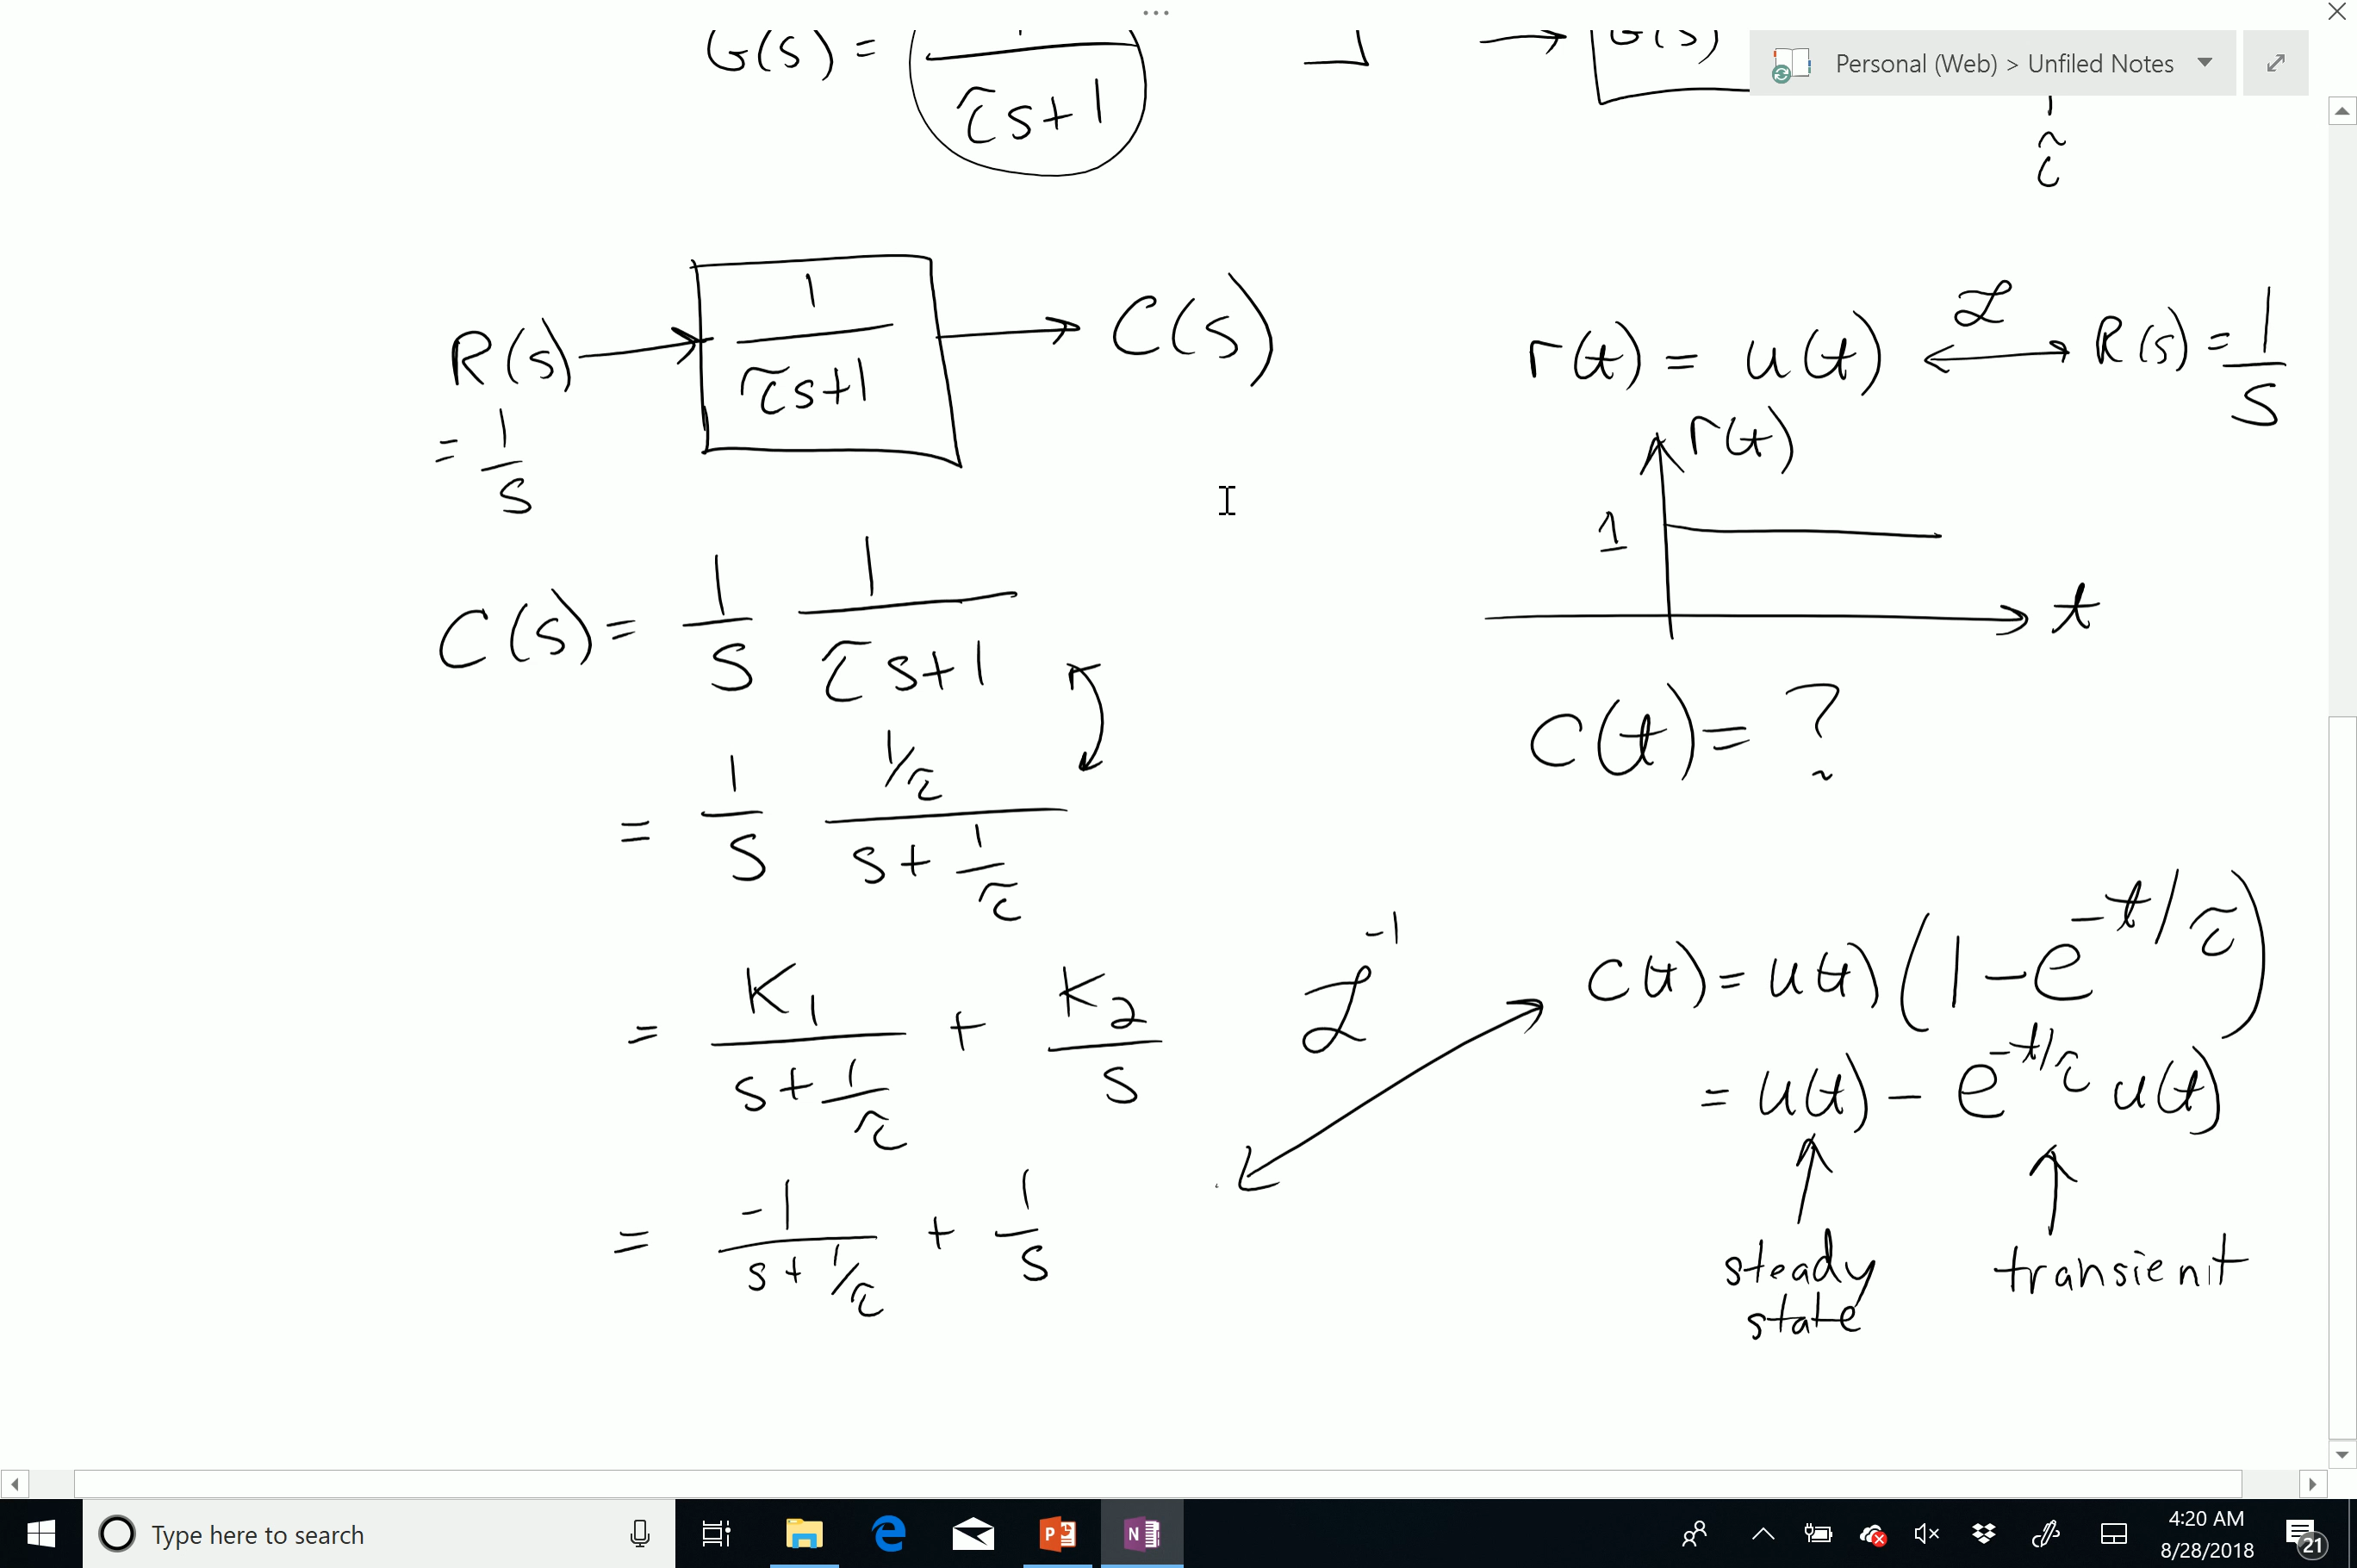 G(s) = 1/(τs+1)
→ G(s)
Personal (Web) > Unfiled Notes
τ
R(s) → 1/(τs+1) → C(s)
= 1/s
r(t) = u(t) ⟷ ℒ R(s) = 1/s
r(t)
1
t
C(s) = 1/s 1/(τs+1)
c(t) = ?
= 1/s (1/τ)/(s+1/τ)
= K₁/(s+1/τ) + K₂/s
= -1/(s+1/τ) + 1/s
ℒ⁻¹
c(t) = u(t)(1-e^(-t/τ))
= u(t) - e^(-t/τ) u(t)
steady
state
transient
Type here to search
4:20 AM
8/28/2018
21